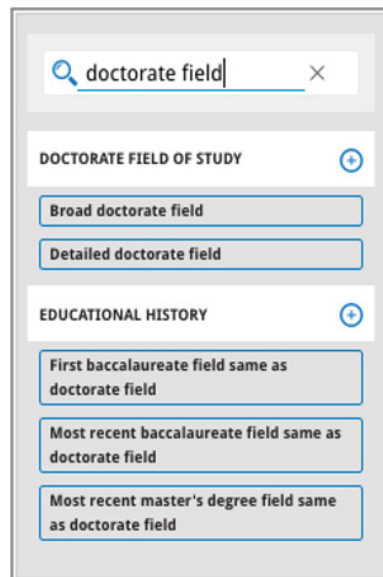 doctorate field
DOCTORATE FIELD OF STUDY
Broad doctorate field
Detailed doctorate field
EDUCATIONAL HISTORY
First baccalaureate field same as
doctorate field
Most recent baccalaureate field same as
doctorate field
Most recent master's degree field same
as doctorate field